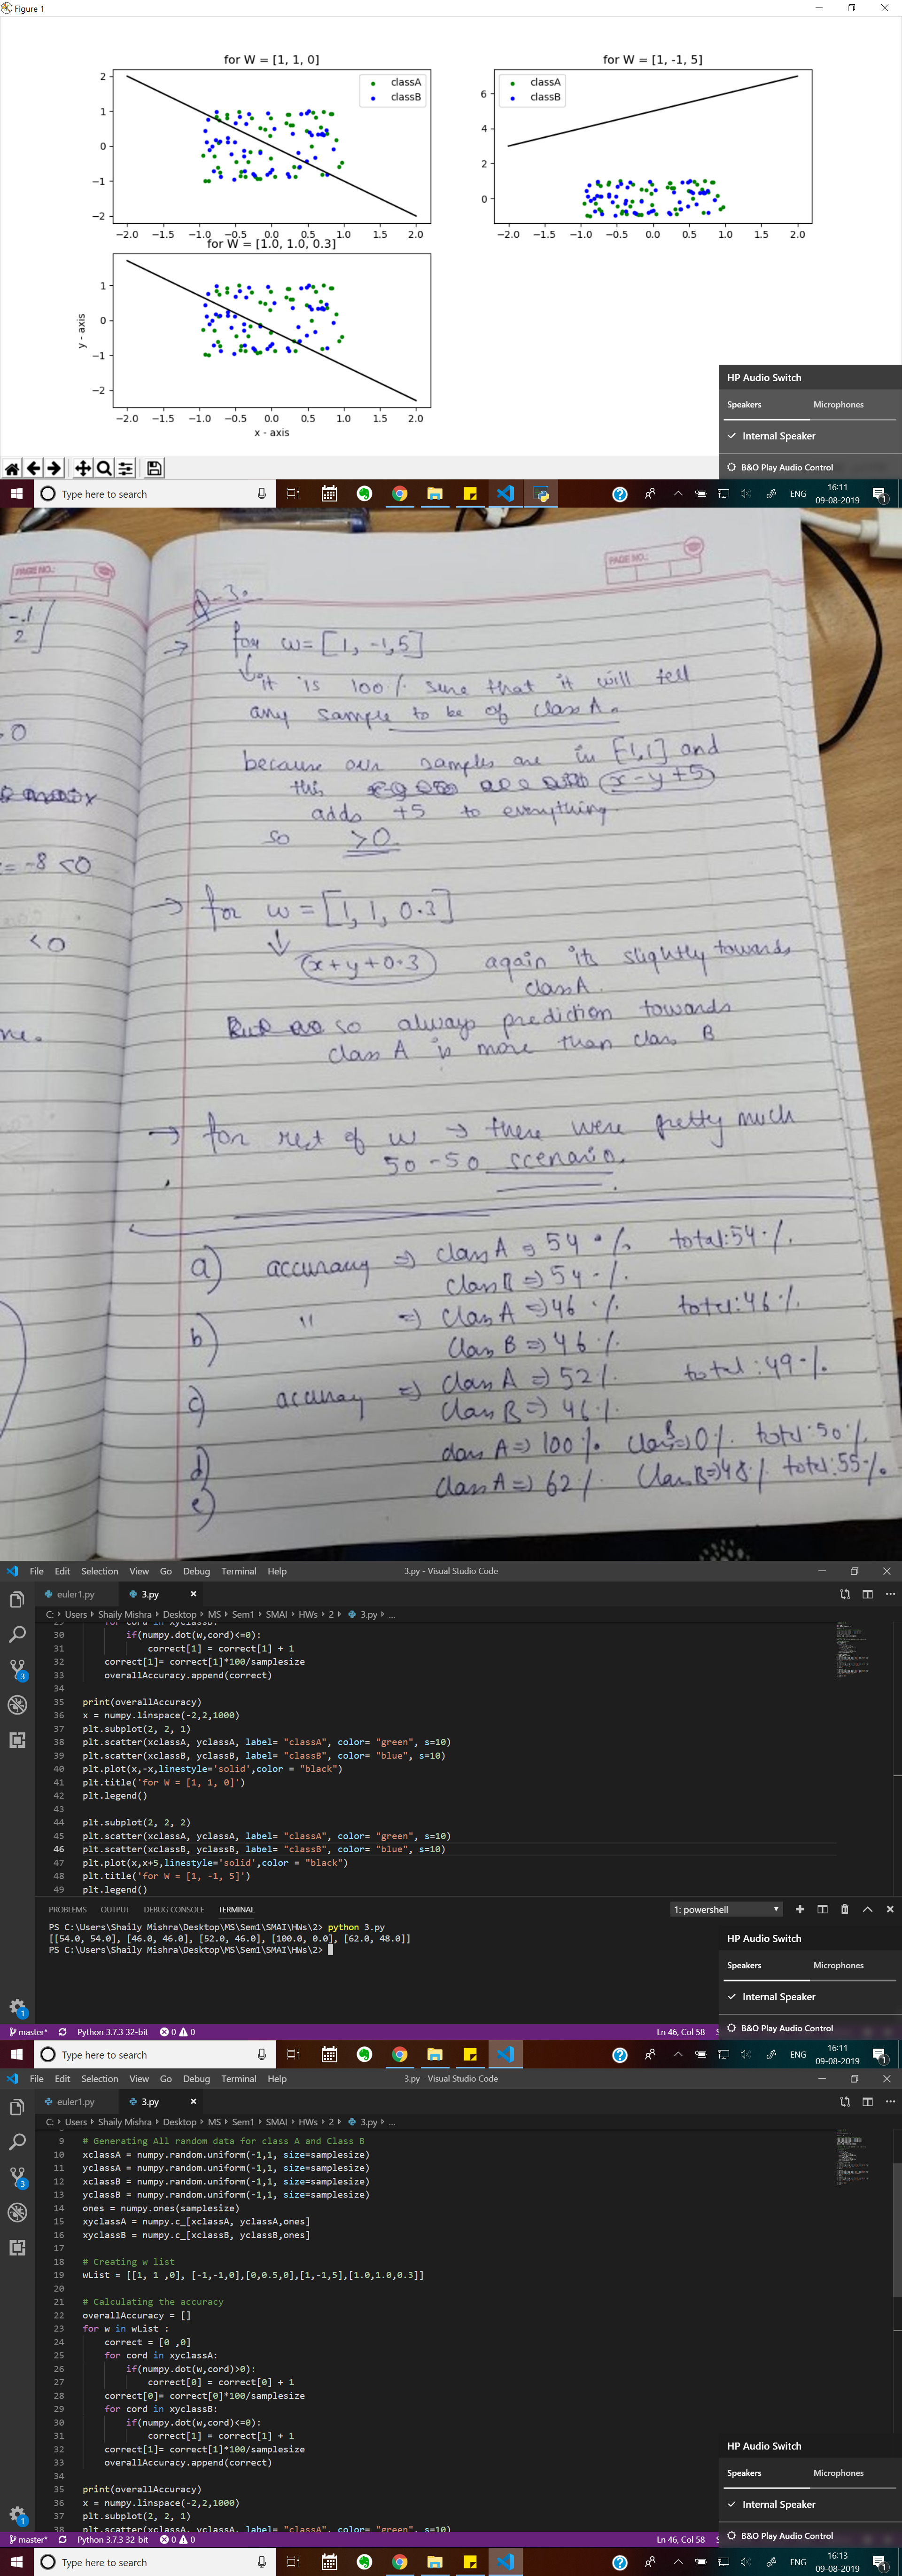 Figure 1
for W = [1, 1, 0]
classA
classB
2
1
0
−1
−2
−2.0 −1.5 −1.0 −0.5 0.0 0.5 1.0 1.5 2.0
for W = [1, -1, 5]
classA
classB
6
4
2
0
−2.0 −1.5 −1.0 −0.5 0.0 0.5 1.0 1.5 2.0
for W = [1.0, 1.0, 0.3]
1
0
−1
−2
y - axis
−2.0 −1.5 −1.0 −0.5 0.0 0.5 1.0 1.5 2.0
x - axis
HP Audio Switch
Speakers Microphones
Internal Speaker
B&O Play Audio Control
Type here to search
ENG
16:11
09-08-2019
1
PAGE NO.:
PAGE NO.:
Q-3.
→ for w=[1, -1,5]
it is 100% sure that it will tell
any sample to be of class A.
because our samples are in [-1,1] and
this (x-y+5)
adds +5 to everything
so >0
= -8 <0
<0
→ for w = [1, 1, 0.3]
x+y+0.3 again its slightly towards
class A.
so always prediction towards
class A is more than class B
→ for rest of w → there were pretty much
50-50 scenario.
a) accuracy ⇒ class A ⇒ 54 % total:54%
class B ⇒ 54%
b) " ⇒ class A ⇒ 46 % total:46%
class B ⇒ 46%
c) accuracy ⇒ class A ⇒ 52% total:49%
class B ⇒ 46%
d) class A ⇒ 100% class B ⇒ 0% total:50%
e) class A ⇒ 62% class B ⇒ 48% total:55%
File Edit Selection View Go Debug Terminal Help
3.py - Visual Studio Code
euler1.py 3.py
C: Users Shaily Mishra Desktop MS Sem1 SMAI HWs 2 3.py ...
29 for cord in xyclassB:
30 if(numpy.dot(w,cord)<=0):
31 correct[1] = correct[1] + 1
32 correct[1]= correct[1]*100/samplesize
33 overallAccuracy.append(correct)
34
35 print(overallAccuracy)
36 x = numpy.linspace(-2,2,1000)
37 plt.subplot(2, 2, 1)
38 plt.scatter(xclassA, yclassA, label= "classA", color= "green", s=10)
39 plt.scatter(xclassB, yclassB, label= "classB", color= "blue", s=10)
40 plt.plot(x,-x,linestyle='solid',color = "black")
41 plt.title('for W = [1, 1, 0]')
42 plt.legend()
43
44 plt.subplot(2, 2, 2)
45 plt.scatter(xclassA, yclassA, label= "classA", color= "green", s=10)
46 plt.scatter(xclassB, yclassB, label= "classB", color= "blue", s=10)
47 plt.plot(x,x+5,linestyle='solid',color = "black")
48 plt.title('for W = [1, -1, 5]')
49 plt.legend()
PROBLEMS OUTPUT DEBUG CONSOLE TERMINAL
1: powershell
PS C:\Users\Shaily Mishra\Desktop\MS\Sem1\SMAI\HWs\2> python 3.py
[[54.0, 54.0], [46.0, 46.0], [52.0, 46.0], [100.0, 0.0], [62.0, 48.0]]
PS C:\Users\Shaily Mishra\Desktop\MS\Sem1\SMAI\HWs\2>
HP Audio Switch
Speakers Microphones
Internal Speaker
B&O Play Audio Control
3
1
master* Python 3.7.3 32-bit 0 0
Ln 46, Col 58
Type here to search
ENG
16:11
09-08-2019
1
File Edit Selection View Go Debug Terminal Help
3.py - Visual Studio Code
euler1.py 3.py
C: Users Shaily Mishra Desktop MS Sem1 SMAI HWs 2 3.py ...
9 # Generating All random data for class A and Class B
10 xclassA = numpy.random.uniform(-1,1, size=samplesize)
11 yclassA = numpy.random.uniform(-1,1, size=samplesize)
12 xclassB = numpy.random.uniform(-1,1, size=samplesize)
13 yclassB = numpy.random.uniform(-1,1, size=samplesize)
14 ones = numpy.ones(samplesize)
15 xyclassA = numpy.c_[xclassA, yclassA,ones]
16 xyclassB = numpy.c_[xclassB, yclassB,ones]
17
18 # Creating w list
19 wList = [[1, 1 ,0], [-1,-1,0],[0,0.5,0],[1,-1,5],[1.0,1.0,0.3]]
20
21 # Calculating the accuracy
22 overallAccuracy = []
23 for w in wList :
24 correct = [0 ,0]
25 for cord in xyclassA:
26 if(numpy.dot(w,cord)>0):
27 correct[0] = correct[0] + 1
28 correct[0]= correct[0]*100/samplesize
29 for cord in xyclassB:
30 if(numpy.dot(w,cord)<=0):
31 correct[1] = correct[1] + 1
32 correct[1]= correct[1]*100/samplesize
33 overallAccuracy.append(correct)
34
35 print(overallAccuracy)
36 x = numpy.linspace(-2,2,1000)
37 plt.subplot(2, 2, 1)
38 plt.scatter(xclassA, yclassA, label= "classA", color= "green", s=10)
HP Audio Switch
Speakers Microphones
Internal Speaker
B&O Play Audio Control
3
1
master* Python 3.7.3 32-bit 0 0
Ln 46, Col 58
Type here to search
ENG
16:13
09-08-2019
1